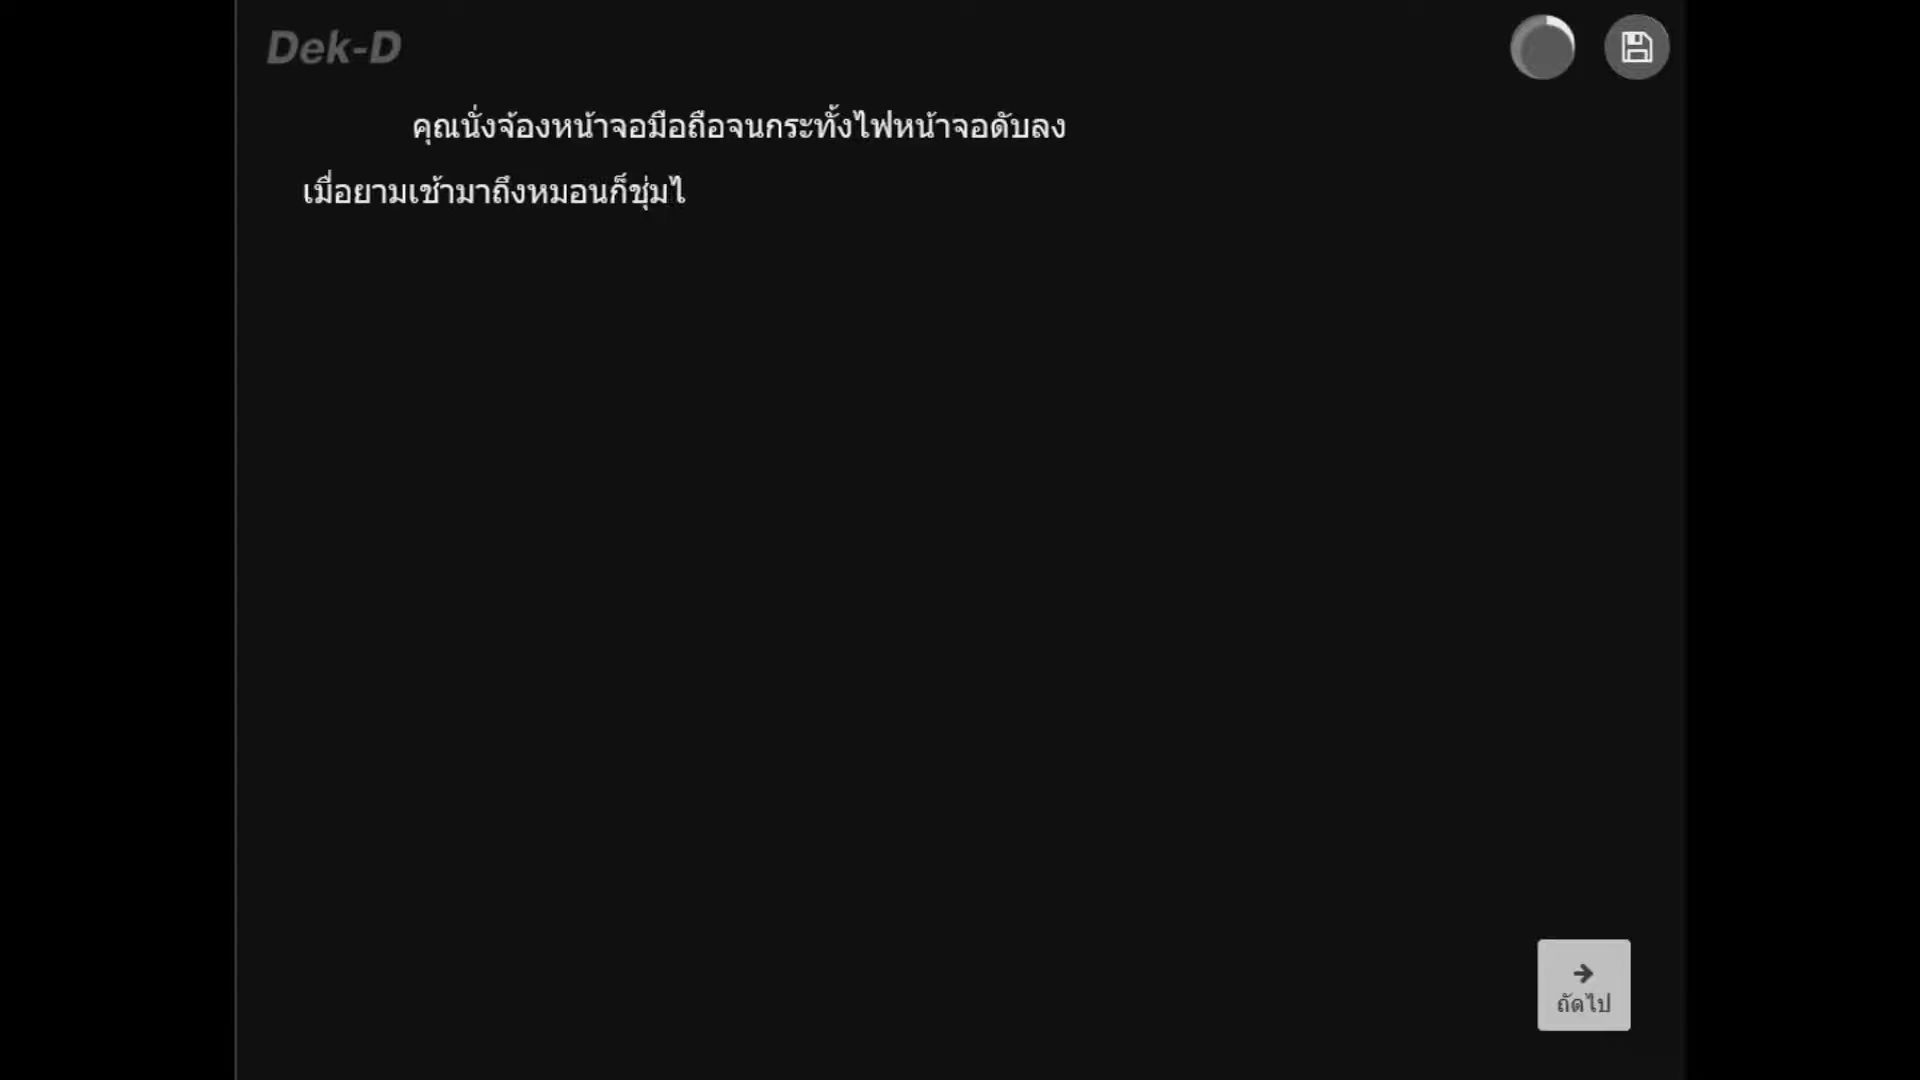 Dek-D
คุณนั่งจ้องหน้าจอมือถือจนกระทั้งไฟหน้าจอดับลง
เมื่อยามเช้ามาถึงหมอนก็ชุ่มไ
ถัดไป